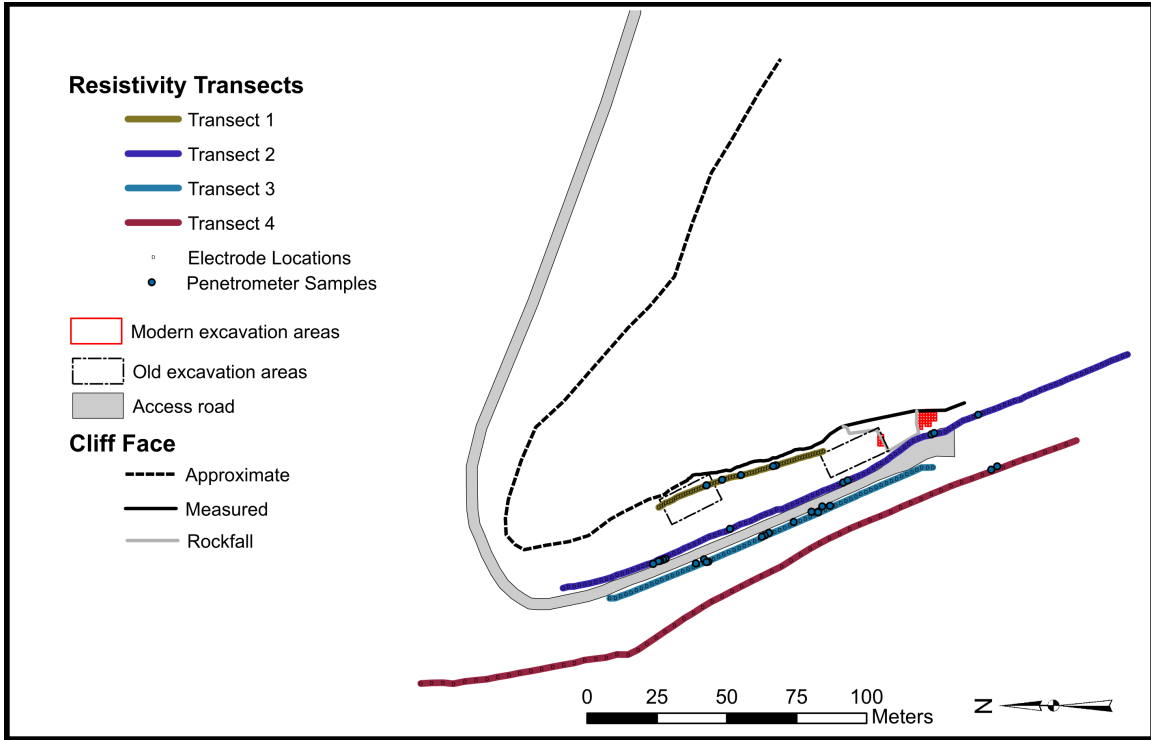 Resistivity Transects
Transect 1
Transect 2
Transect 3
Transect 4
Electrode Locations
Penetrometer Samples
Modern excavation areas
Old excavation areas
Access road
Cliff Face
Approximate
Measured
Rockfall
0 25 50 75 100
Meters
N